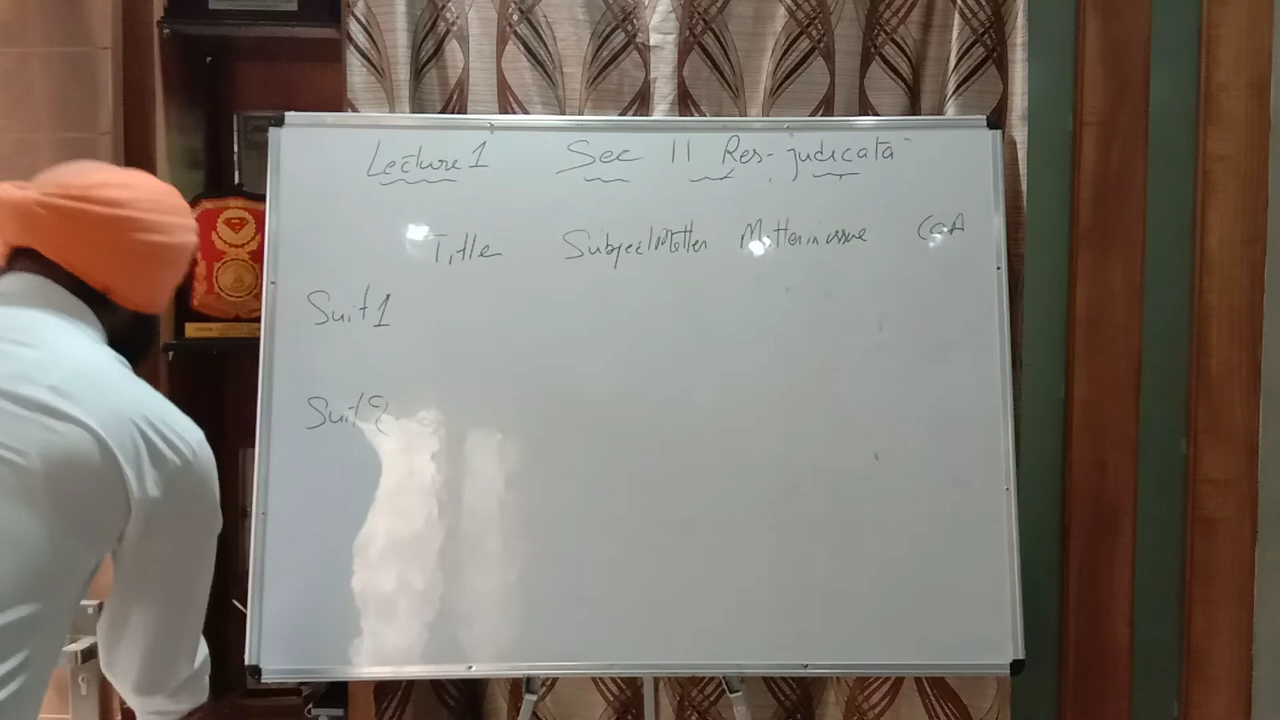 Lecture 1 Sec 11 Res-judicata
Title Subject Matter Matter in issue COA
Suit 1
Suit 2